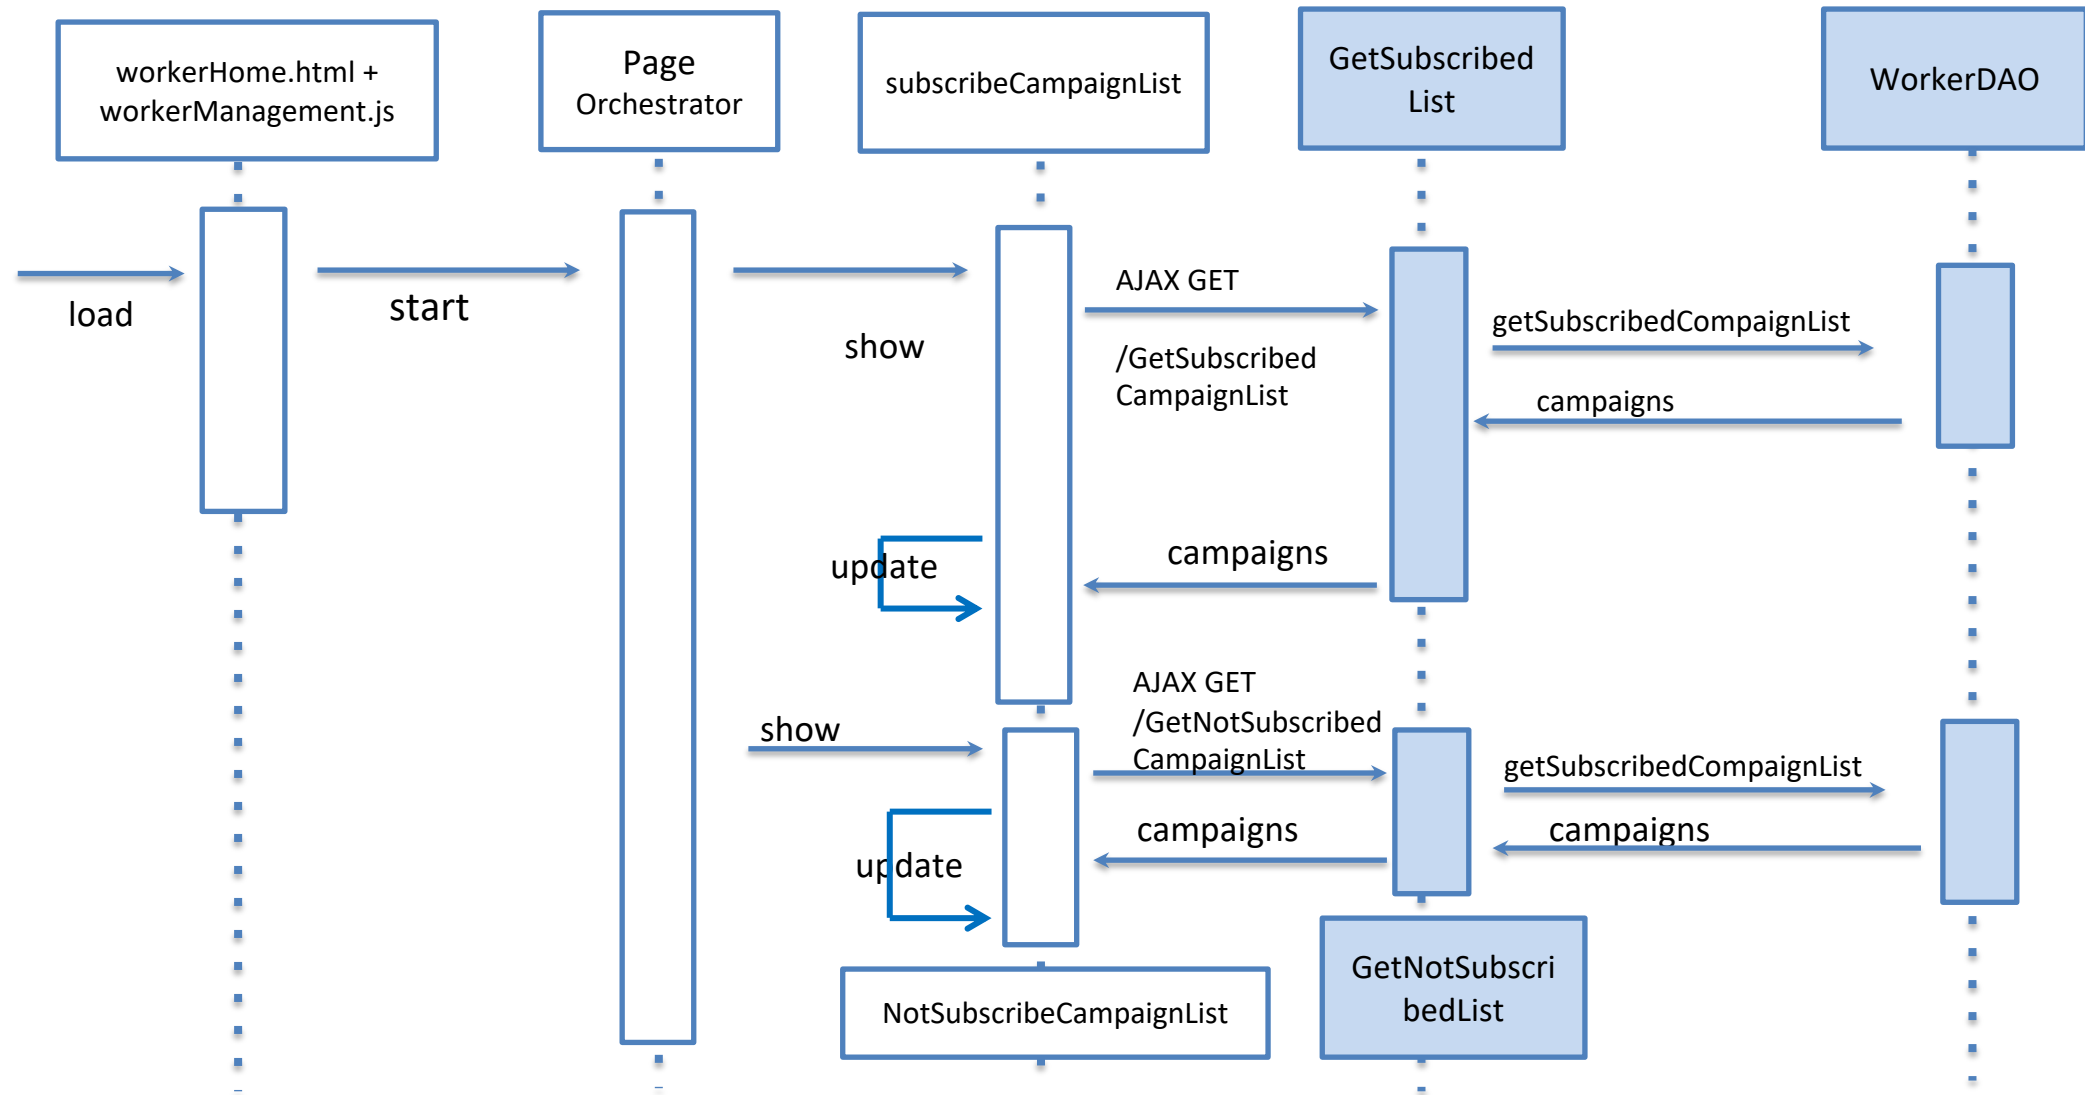 workerHome.html +
workerManagement.js
Page
Orchestrator
subscribeCampaignList
GetSubscribed
List
WorkerDAO
load
start
show
AJAX GET
/GetSubscribed
CampaignList
getSubscribedCompaignList
campaigns
update
campaigns
show
AJAX GET
/GetNotSubscribed
CampaignList
getSubscribedCompaignList
campaigns
campaigns
update
NotSubscribeCampaignList
GetNotSubscri
bedList